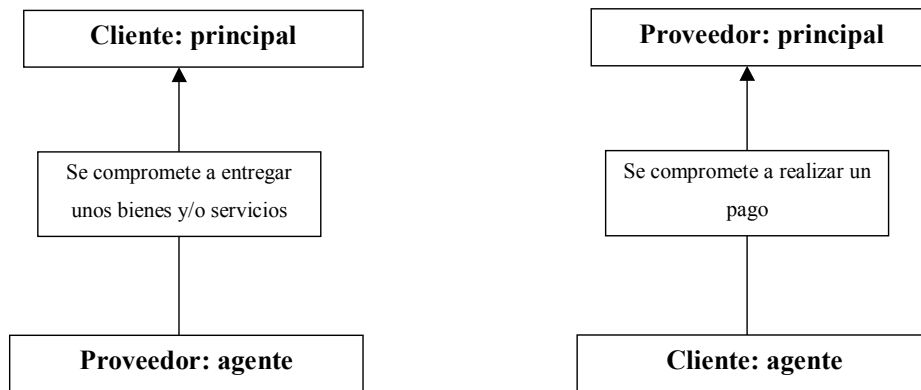 Cliente: principal
Se compromete a entregar
unos bienes y/o servicios
Proveedor: agente
Proveedor: principal
Se compromete a realizar un
pago
Cliente: agente